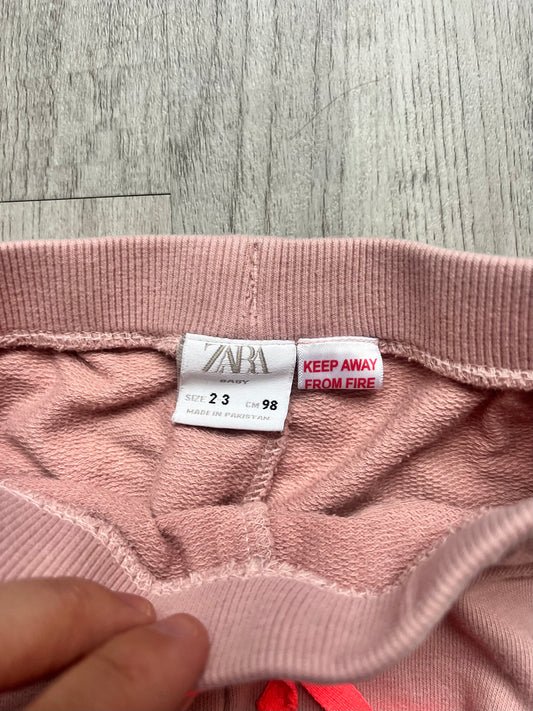 ZARA
BABY
SIZE 2 3 CM 98
MADE IN PAKISTAN
KEEP AWAY
FROM FIRE